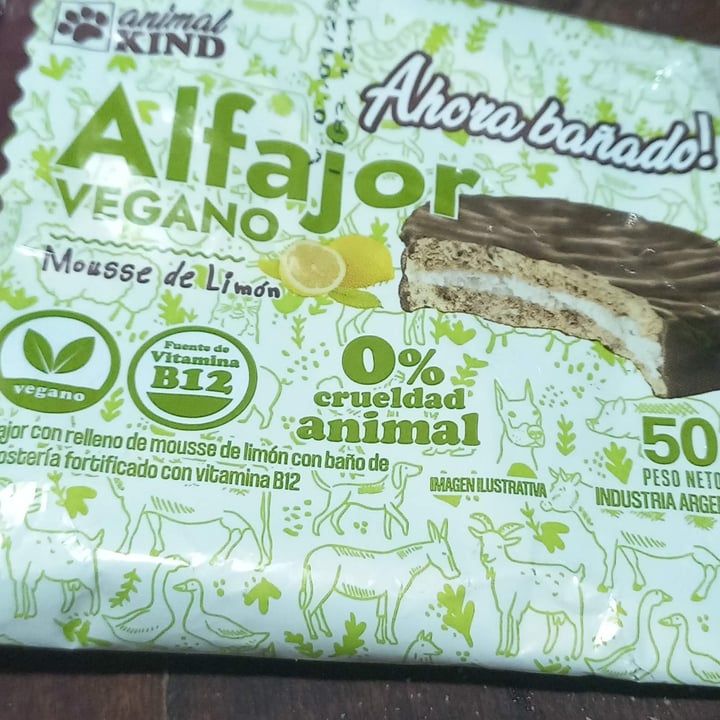 animal
KIND
Ahora bañado!
Alfajor
VEGANO
Mousse de Limón
vegano
Fuente de
Vitamina
B12
0%
crueldad
animal
ajor con relleno de mousse de limón con baño de
ostería fortificado con vitamina B12
IMAGEN ILUSTRATIVA
50
PESO NETO
INDUSTRIA ARGE